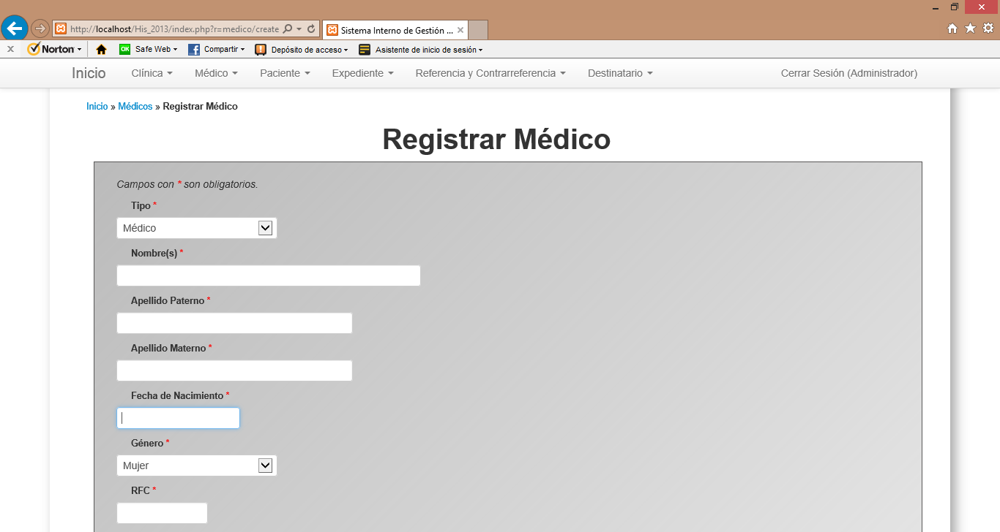 http://localhost/His_2013/index.php?r=medico/create
Sistema Interno de Gestión ...
Norton
OK Safe Web
Compartir
Depósito de acceso
Asistente de inicio de sesión
Inicio Clínica Médico Paciente Expediente Referencia y Contrarreferencia Destinatario Cerrar Sesión (Administrador)
Inicio » Médicos » Registrar Médico
Registrar Médico
Campos con * son obligatorios.
Tipo *
Médico
Nombre(s) *
Apellido Paterno *
Apellido Materno *
Fecha de Nacimiento *
Género *
Mujer
RFC *